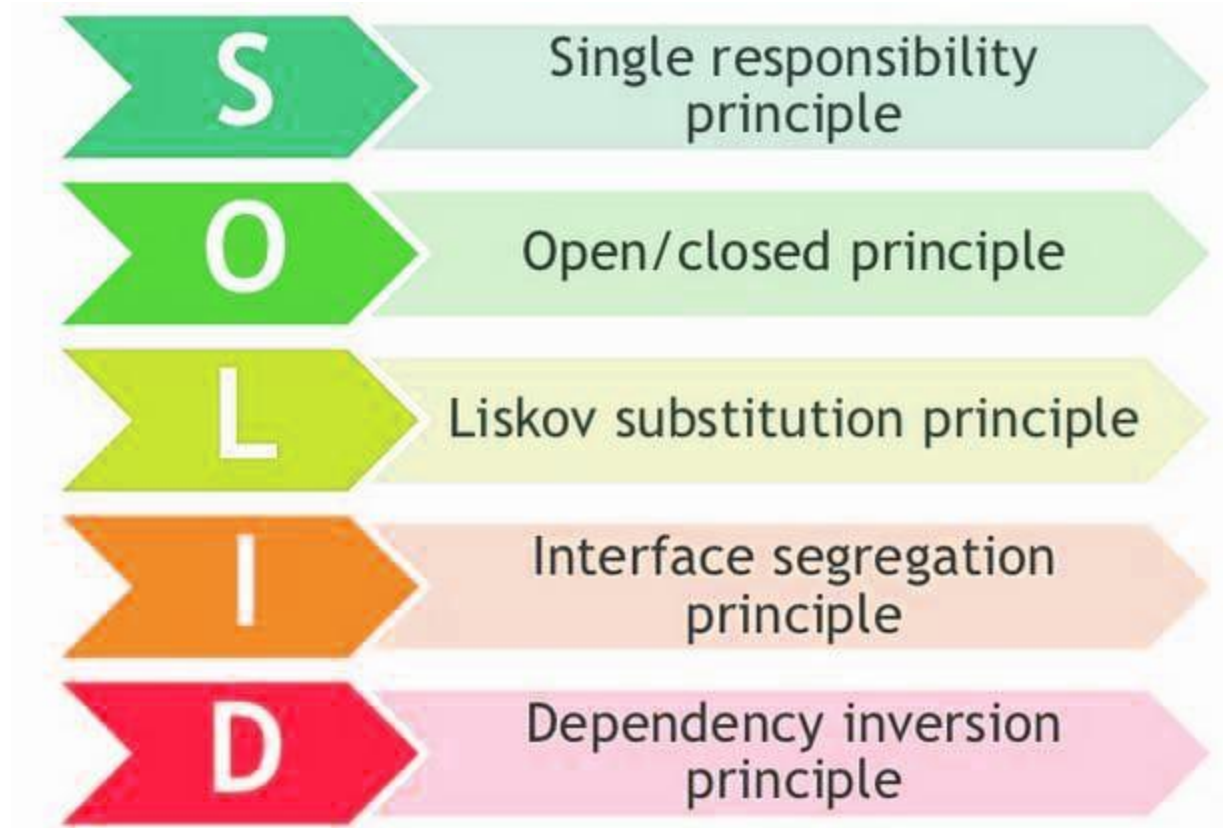 S
Single responsibility
principle
O
Open/closed principle
L
Liskov substitution principle
I
Interface segregation
principle
D
Dependency inversion
principle